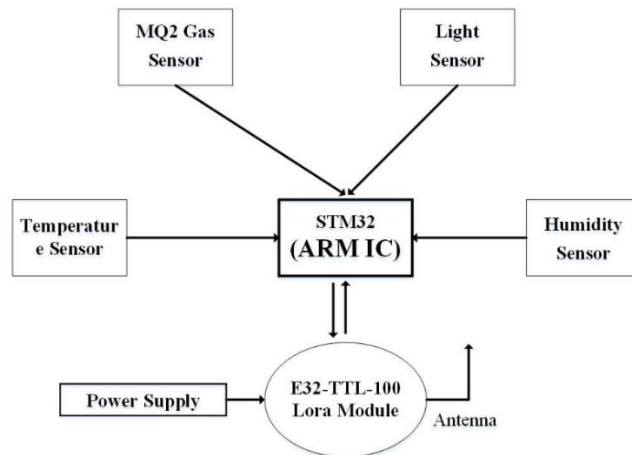 MQ2 Gas
Sensor
Light
Sensor
Temperatur
e Sensor
STM32
(ARM IC)
Humidity
Sensor
E32-TTL-100
Lora Module
Power Supply
Antenna